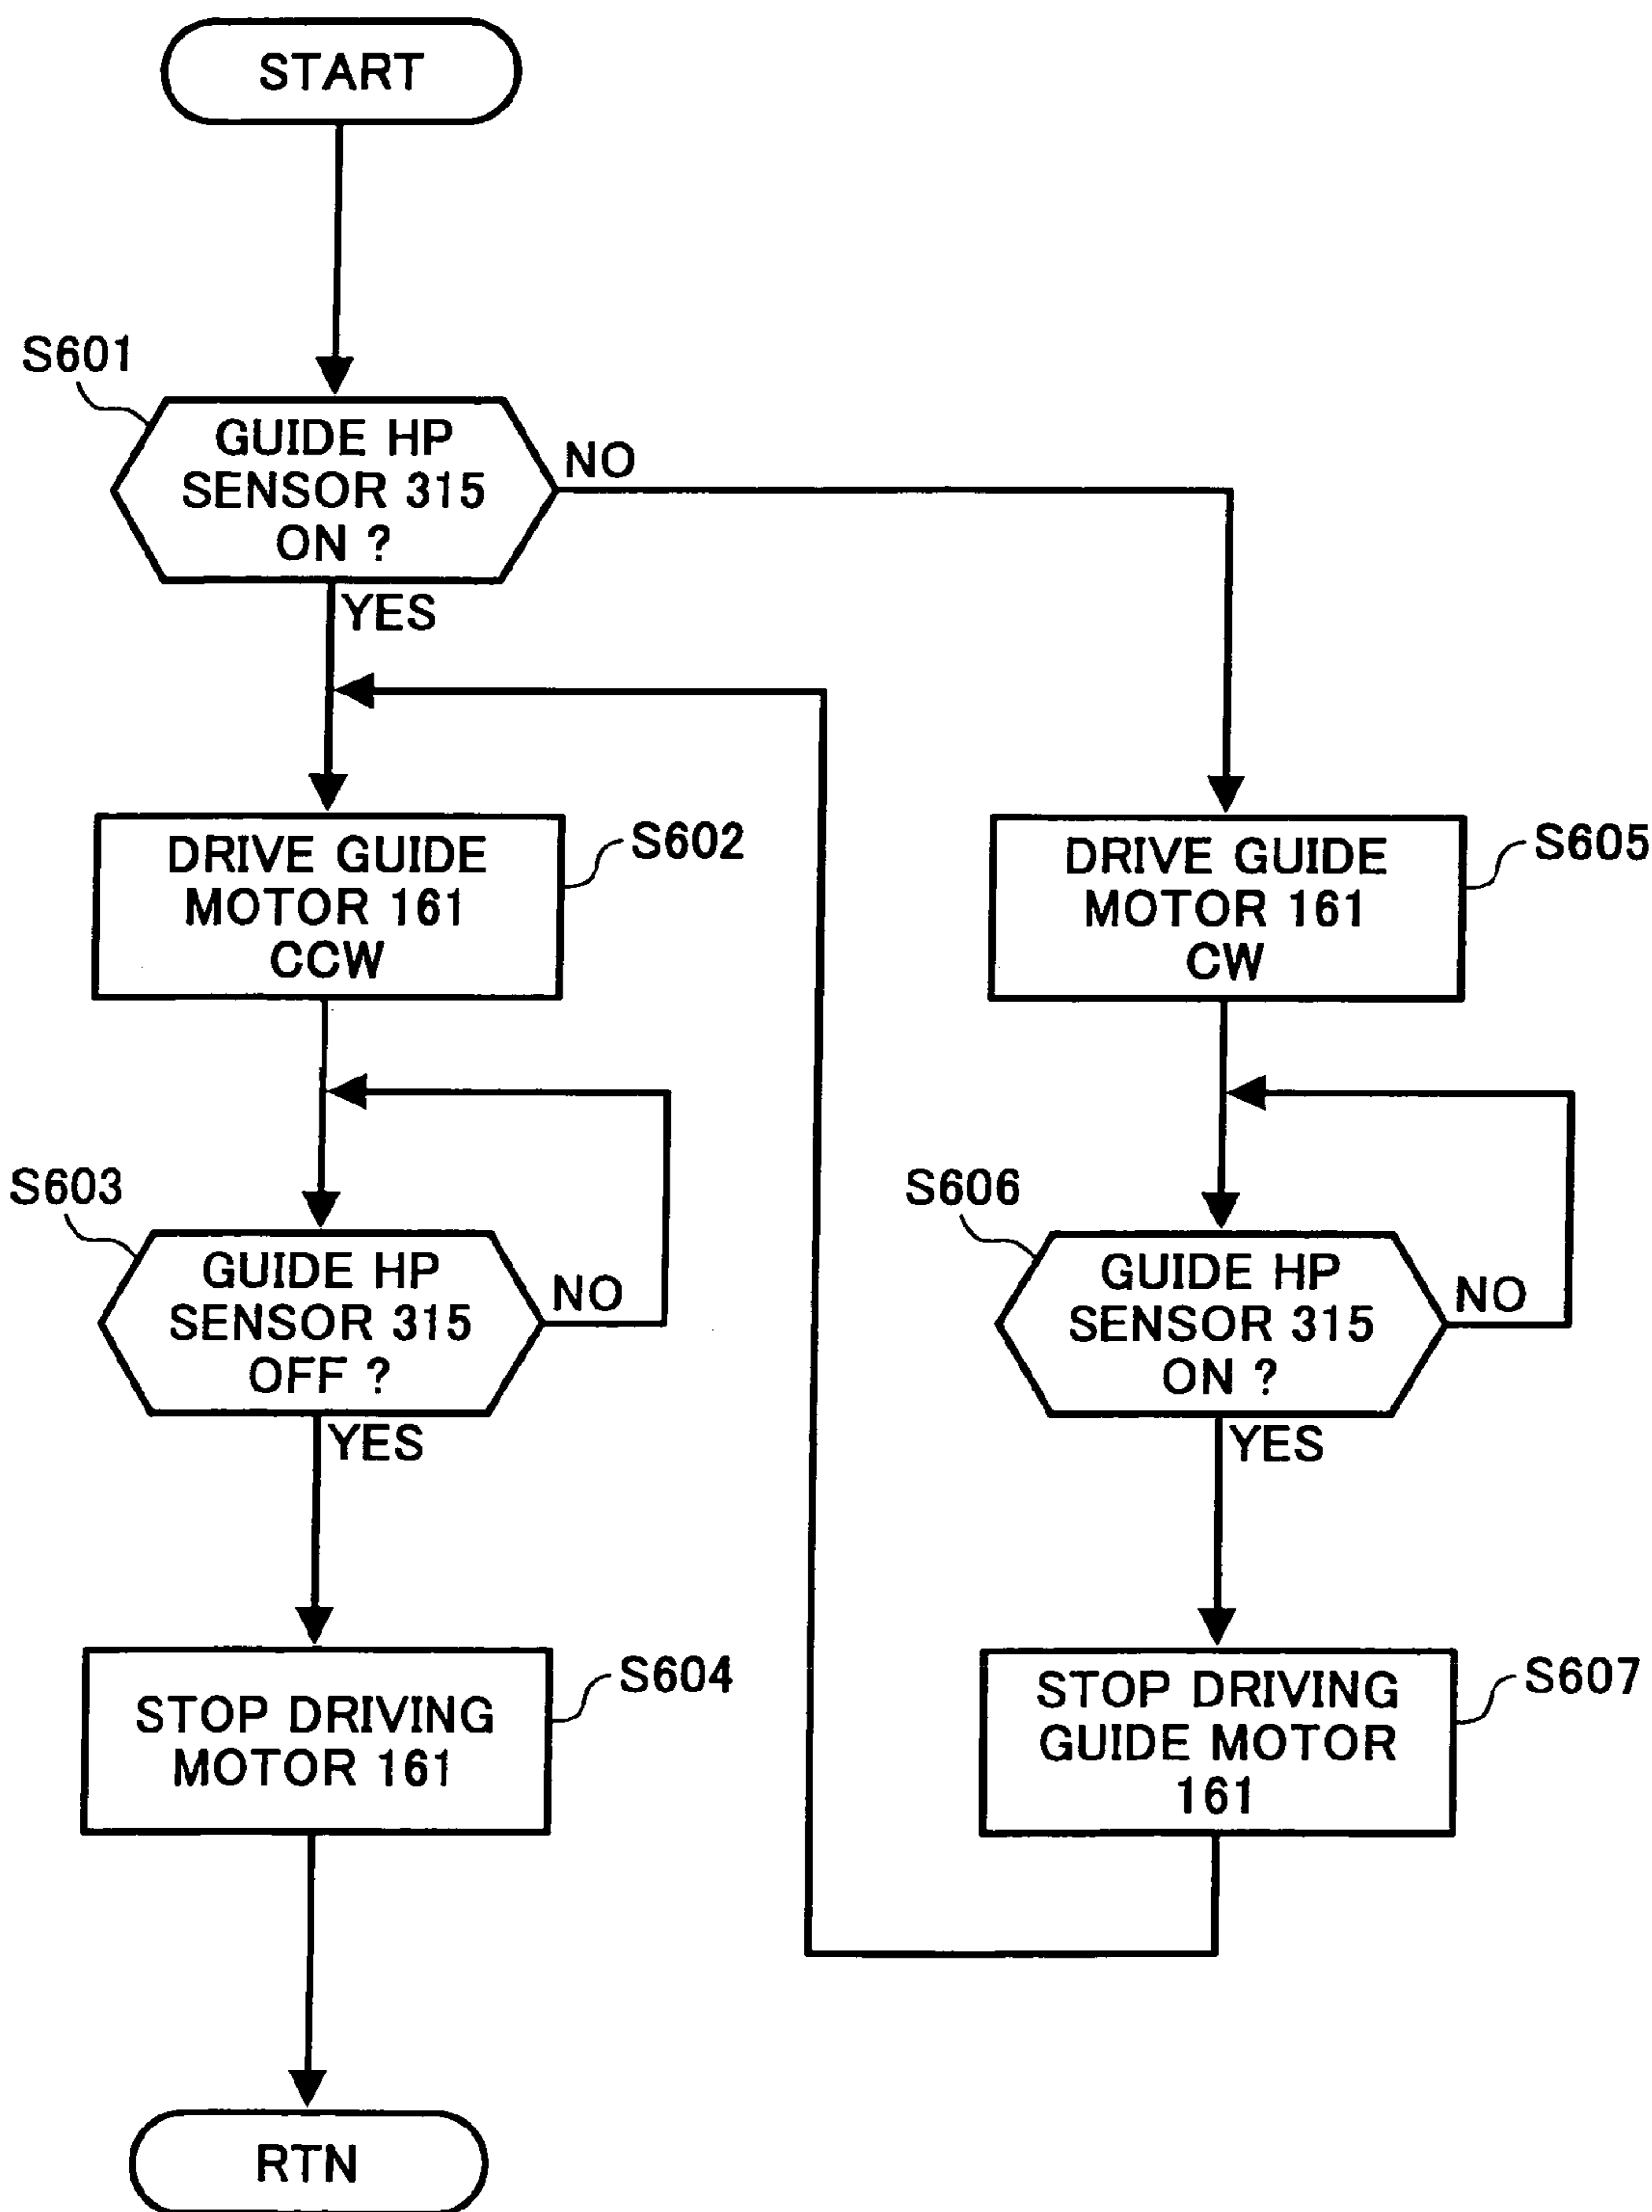 START
S601
GUIDE HP
SENSOR 315
ON ?
NO
YES
DRIVE GUIDE
MOTOR 161
CCW
S602
DRIVE GUIDE
MOTOR 161
CW
S605
S603
GUIDE HP
SENSOR 315
OFF ?
NO
YES
S606
GUIDE HP
SENSOR 315
ON ?
NO
YES
STOP DRIVING
MOTOR 161
S604
STOP DRIVING
GUIDE MOTOR
161
S607
RTN